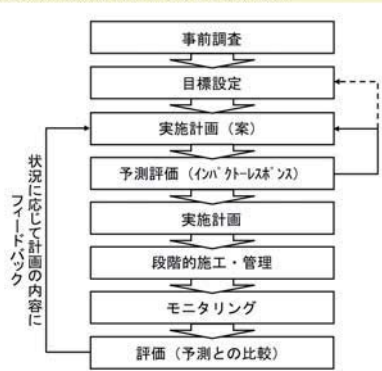 事前調査
目標設定
実施計画（案）
予測評価（ｲﾝﾊﾟｸﾄｰﾚｽﾎﾟﾝｽ）
実施計画
段階的施工・管理
モニタリング
評価（予測との比較）
状況に応じて計画の内容に
フィードバック